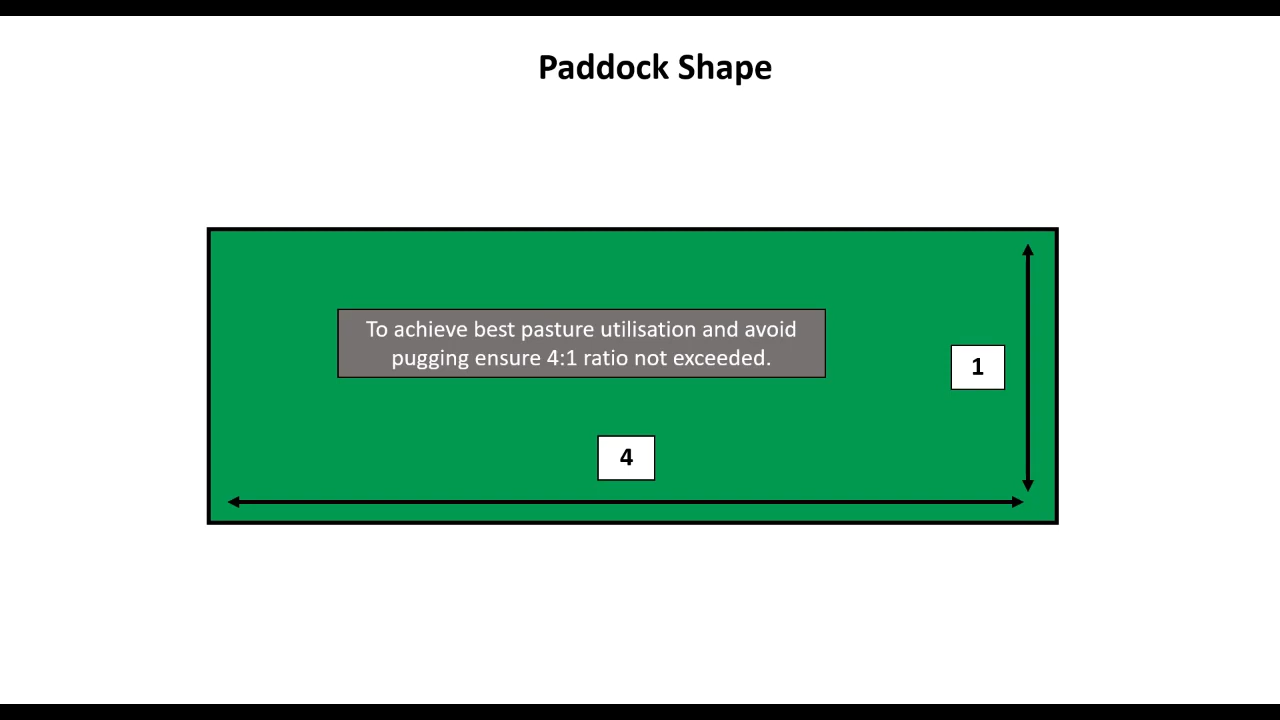 Paddock Shape
To achieve best pasture utilisation and avoid
pugging ensure 4:1 ratio not exceeded.
1
4